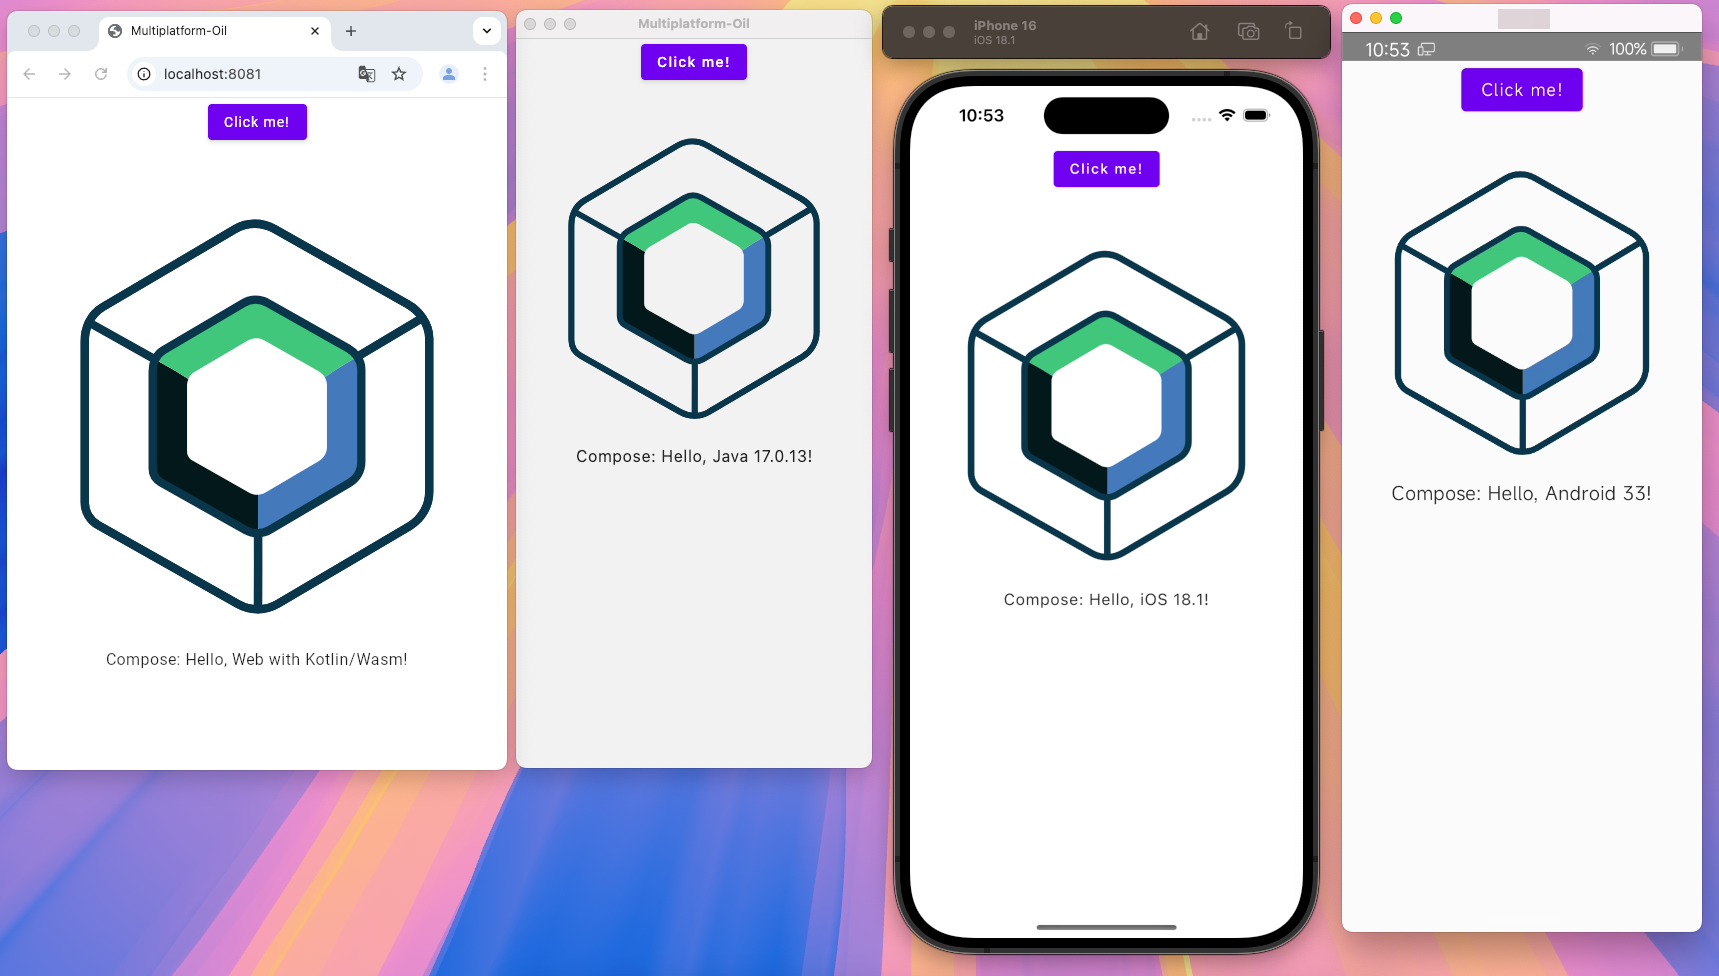 Multiplatform-Oil
localhost:8081
Click me!
Compose: Hello, Web with Kotlin/Wasm!
Multiplatform-Oil
Click me!
Compose: Hello, Java 17.0.13!
iPhone 16
iOS 18.1
10:53
Click me!
Compose: Hello, iOS 18.1!
10:53 100%
Click me!
Compose: Hello, Android 33!